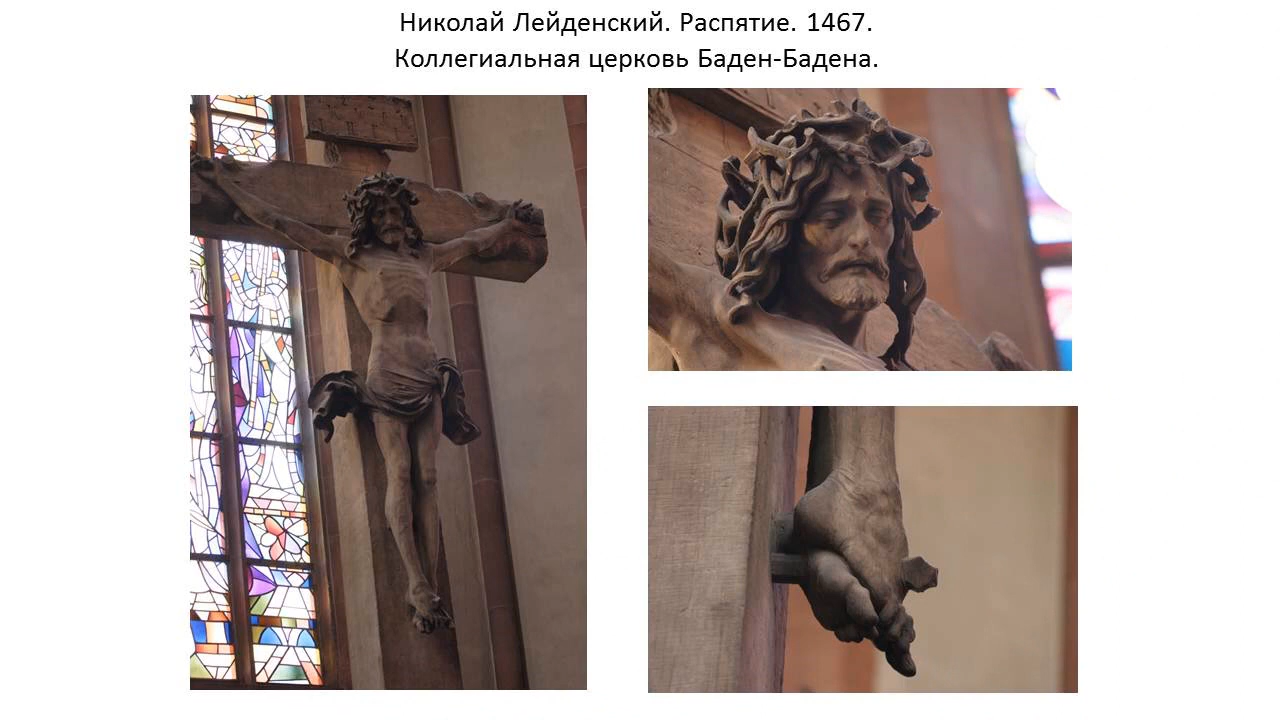 Николай Лейденский. Распятие. 1467.
Коллегиальная церковь Баден-Бадена.